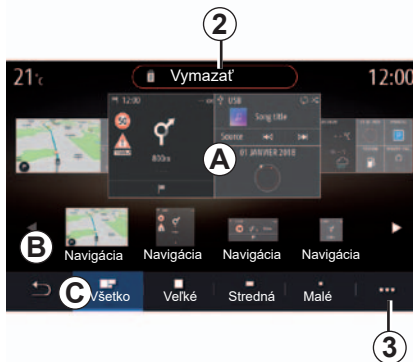 2
21°c
Vymazať
12:00
12:00
USB
50
Song title
800m
Source
A
01 JANVIER 2018
B
Navigácia
Navigácia
Navigácia
Navigácia
C
Všetko
Veľké
Stredná
Malé
...
3